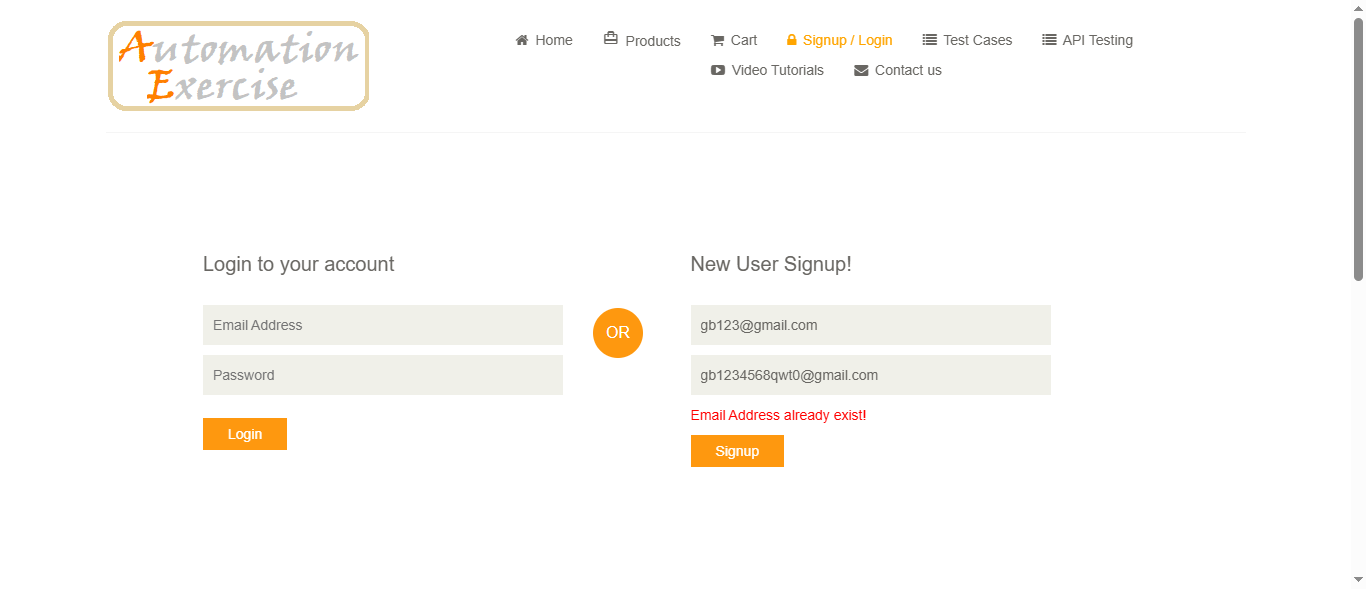 Automation
Exercise
Home Products Cart Signup / Login Test Cases API Testing
Video Tutorials Contact us
Login to your account
Email Address
Password
Login
OR
New User Signup!
gb123@gmail.com
gb1234568qwt0@gmail.com
Email Address already exist!
Signup